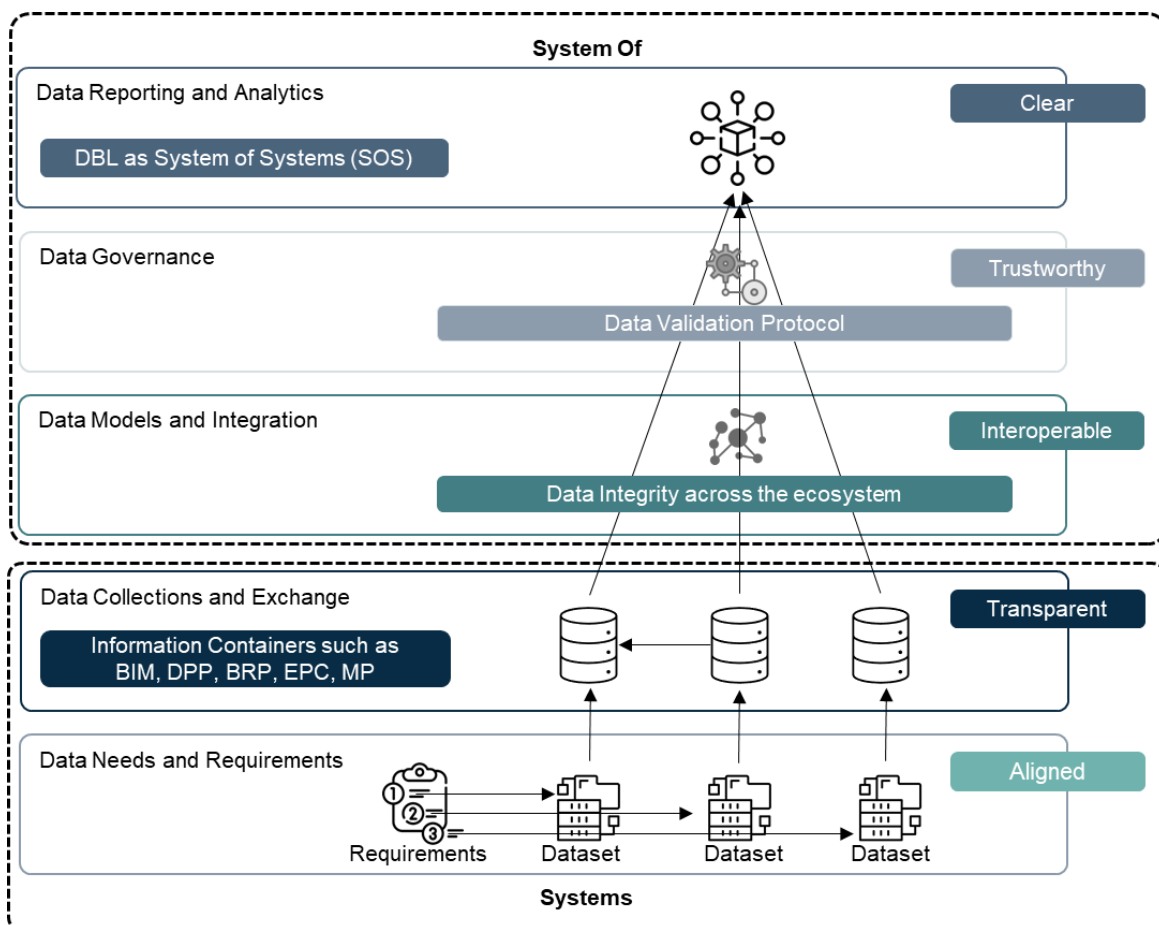 System Of
Data Reporting and Analytics
Clear
DBL as System of Systems (SOS)
Data Governance
Trustworthy
Data Validation Protocol
Data Models and Integration
Interoperable
Data Integrity across the ecosystem
Data Collections and Exchange
Transparent
Information Containers such as
BIM, DPP, BRP, EPC, MP
Data Needs and Requirements
Aligned
1
2
3
Requirements
Dataset
Dataset
Dataset
Systems